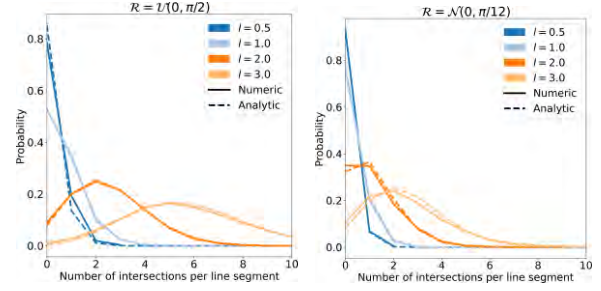 R = U(0, π/2)
Probability
0.8
0.6
0.4
0.2
0.0
l = 0.5
l = 1.0
l = 2.0
l = 3.0
Numeric
Analytic
0 2 4 6 8 10
Number of intersections per line segment
R = N(0, π/12)
Probability
0.8
0.6
0.4
0.2
0.0
l = 0.5
l = 1.0
l = 2.0
l = 3.0
Numeric
Analytic
0 2 4 6 8 10
Number of intersections per line segment